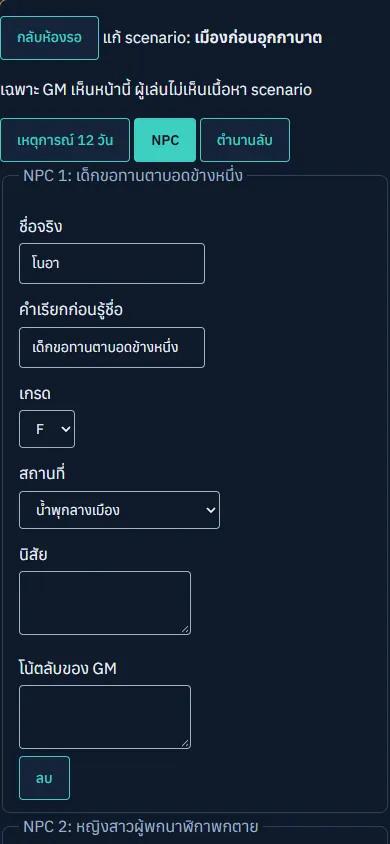 กลับห้องรอ แก้ scenario: เมืองก่อนอุกกาบาต
เฉพาะ GM เห็นหน้านี้ ผู้เล่นไม่เห็นเนื้อหา scenario
เหตุการณ์ 12 วัน NPC ตำนานลับ
NPC 1: เด็กขอทานตาบอดข้างหนึ่ง
ชื่อจริง
โนอา
คำเรียกก่อนรู้ชื่อ
เด็กขอทานตาบอดข้างหนึ่ง
เกรด
F
สถานที่
น้ำพุกลางเมือง
นิสัย
โน้ตลับของ GM
ลบ
NPC 2: หญิงสาวผู้พกนาฬิกาพกตาย